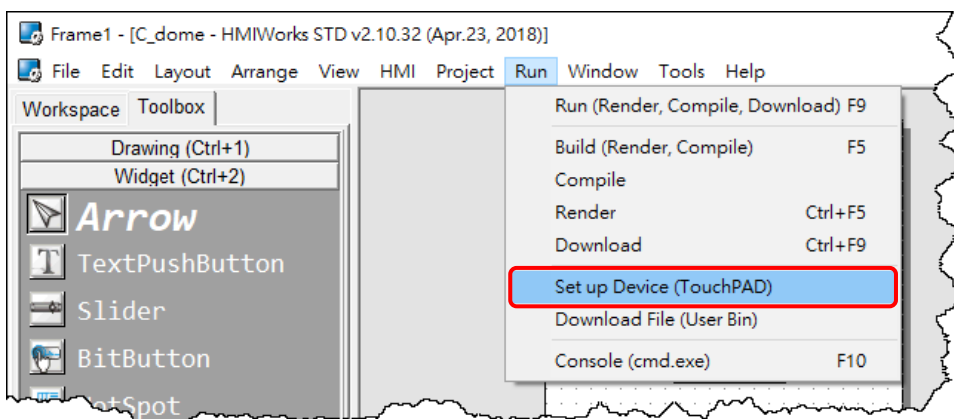 Frame1 - [C_dome - HMIWorks STD v2.10.32 (Apr.23, 2018)]
File Edit Layout Arrange View HMI Project Run Window Tools Help
Workspace Toolbox
Drawing (Ctrl+1)
Widget (Ctrl+2)
Arrow
TextPushButton
Slider
BitButton
HotSpot
Run (Render, Compile, Download) F9
Build (Render, Compile) F5
Compile
Render Ctrl+F5
Download Ctrl+F9
Set up Device (TouchPAD)
Download File (User Bin)
Console (cmd.exe) F10